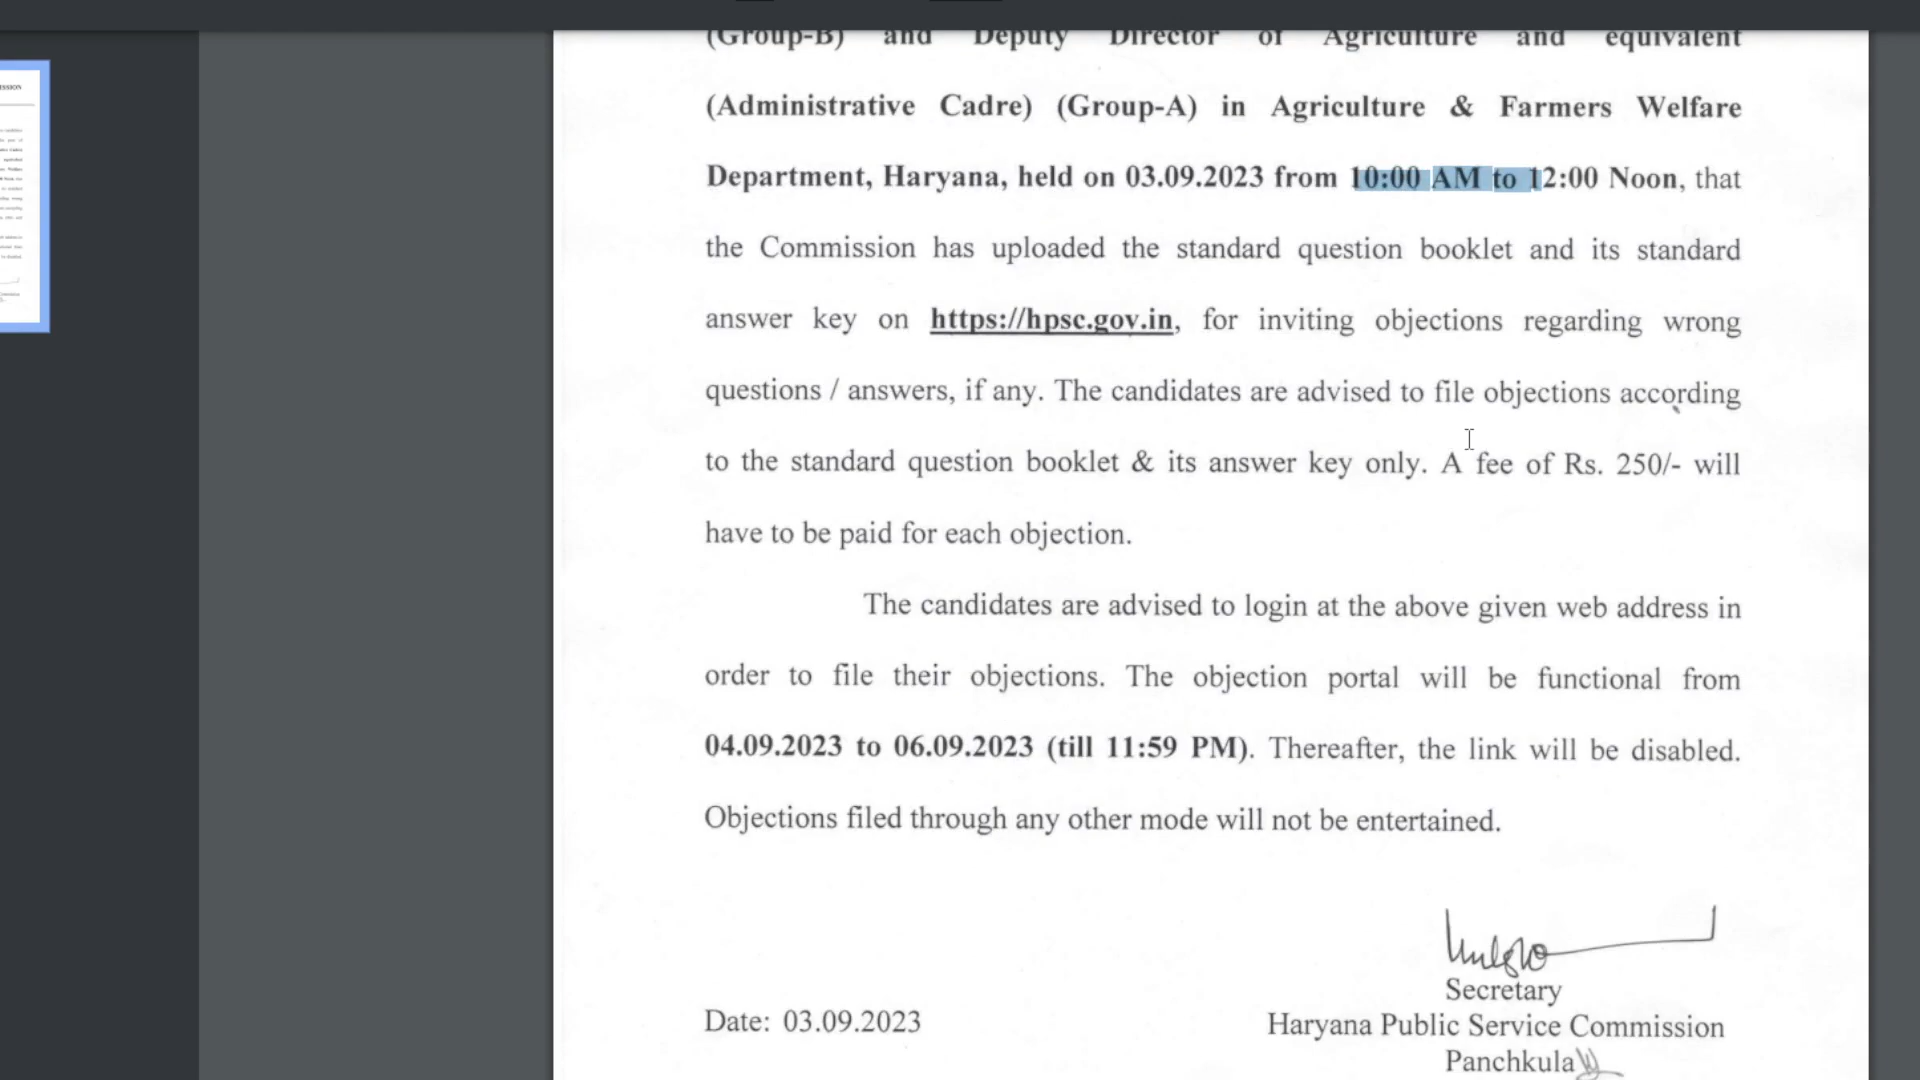 (Group-B) and Deputy Director of Agriculture and equivalent
(Administrative Cadre) (Group-A) in Agriculture & Farmers Welfare
Department, Haryana, held on 03.09.2023 from 10:00 AM to 12:00 Noon, that
the Commission has uploaded the standard question booklet and its standard
answer key on https://hpsc.gov.in, for inviting objections regarding wrong
questions / answers, if any. The candidates are advised to file objections according
to the standard question booklet & its answer key only. A fee of Rs. 250/- will
have to be paid for each objection.
The candidates are advised to login at the above given web address in
order to file their objections. The objection portal will be functional from
04.09.2023 to 06.09.2023 (till 11:59 PM). Thereafter, the link will be disabled.
Objections filed through any other mode will not be entertained.
Secretary
Date: 03.09.2023
Haryana Public Service Commission
Panchkula